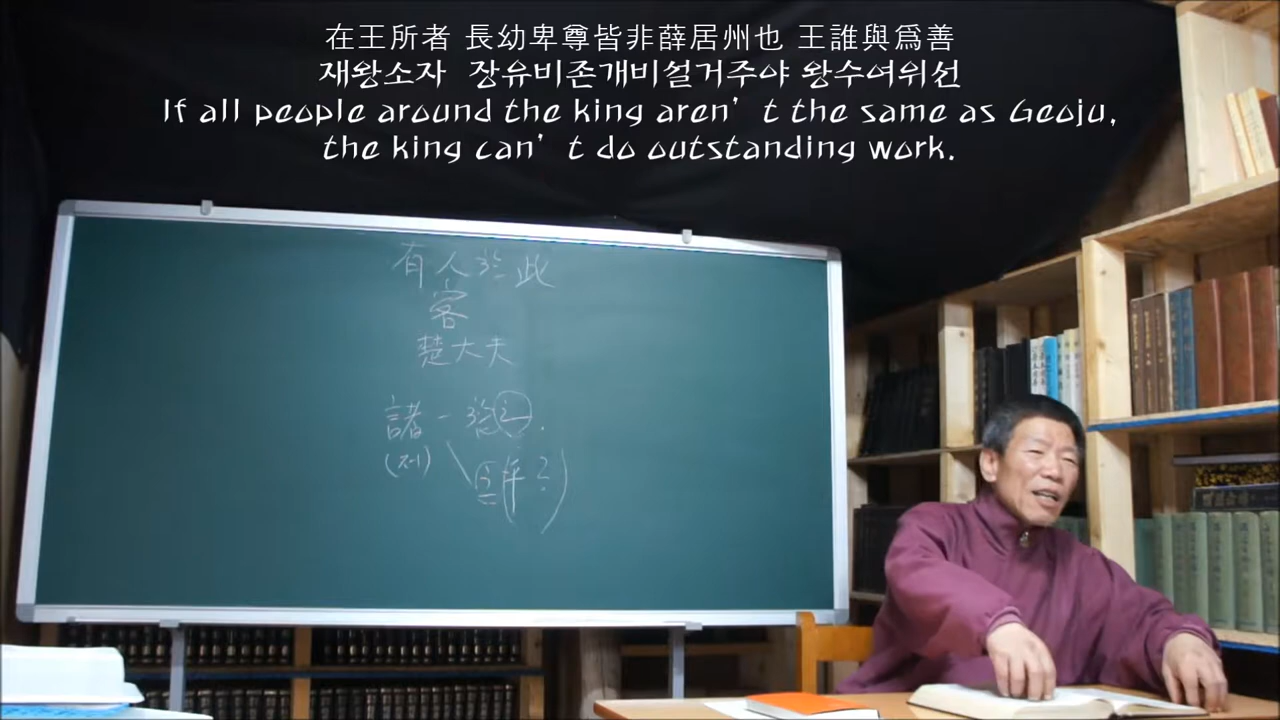 在王所者 長幼卑尊皆非薛居州也 王誰與爲善
재왕소자 장유비존개비설거주야 왕수여위선
If all people around the king aren't the same as Geoju,
the king can't do outstanding work.
有人於此
客
楚大夫
諸 - 於之.